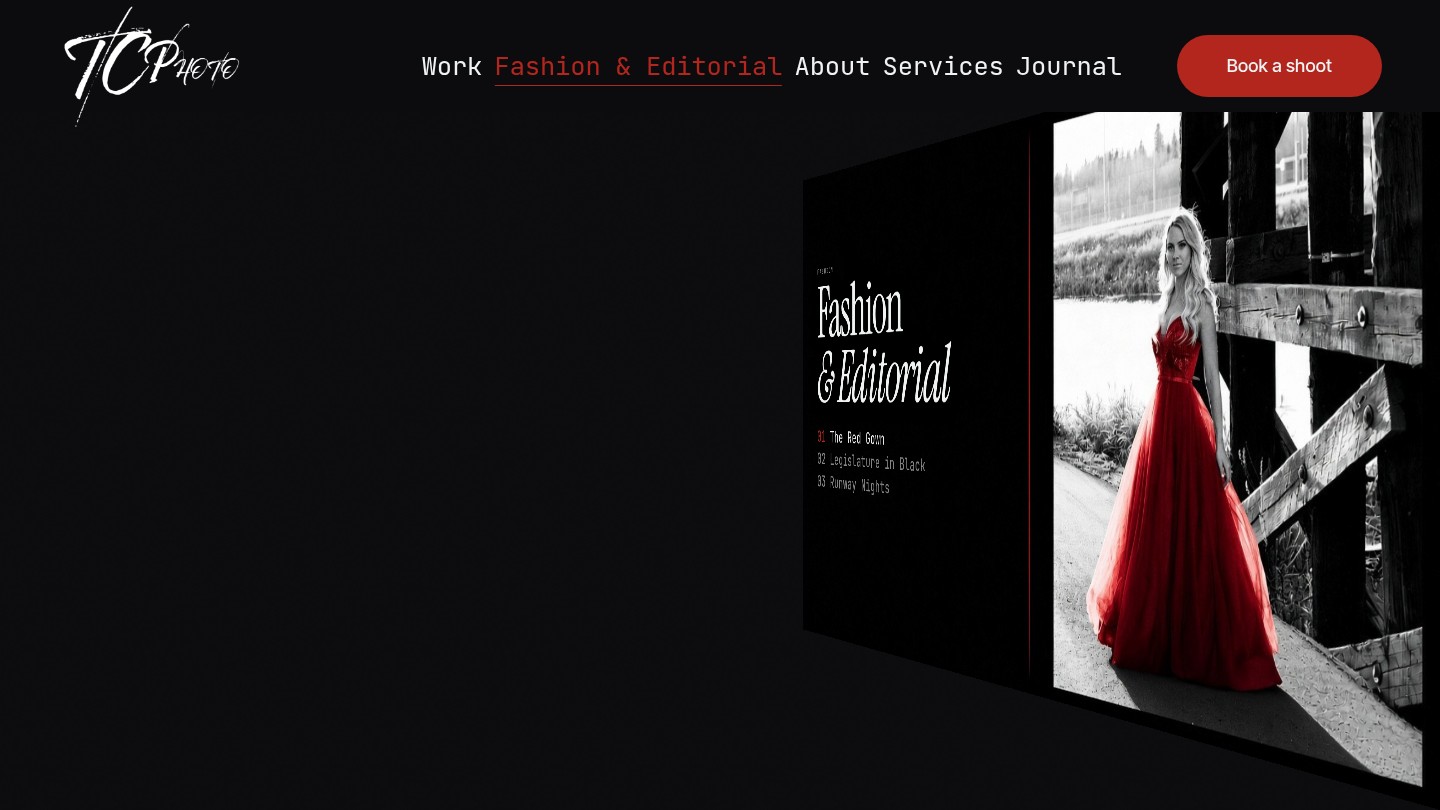 TCPHOTO
Work Fashion & Editorial About Services Journal
Book a shoot
Fashion
& Editorial
01 The Red Gown
02 Legislature in Black
03 Runway Nights